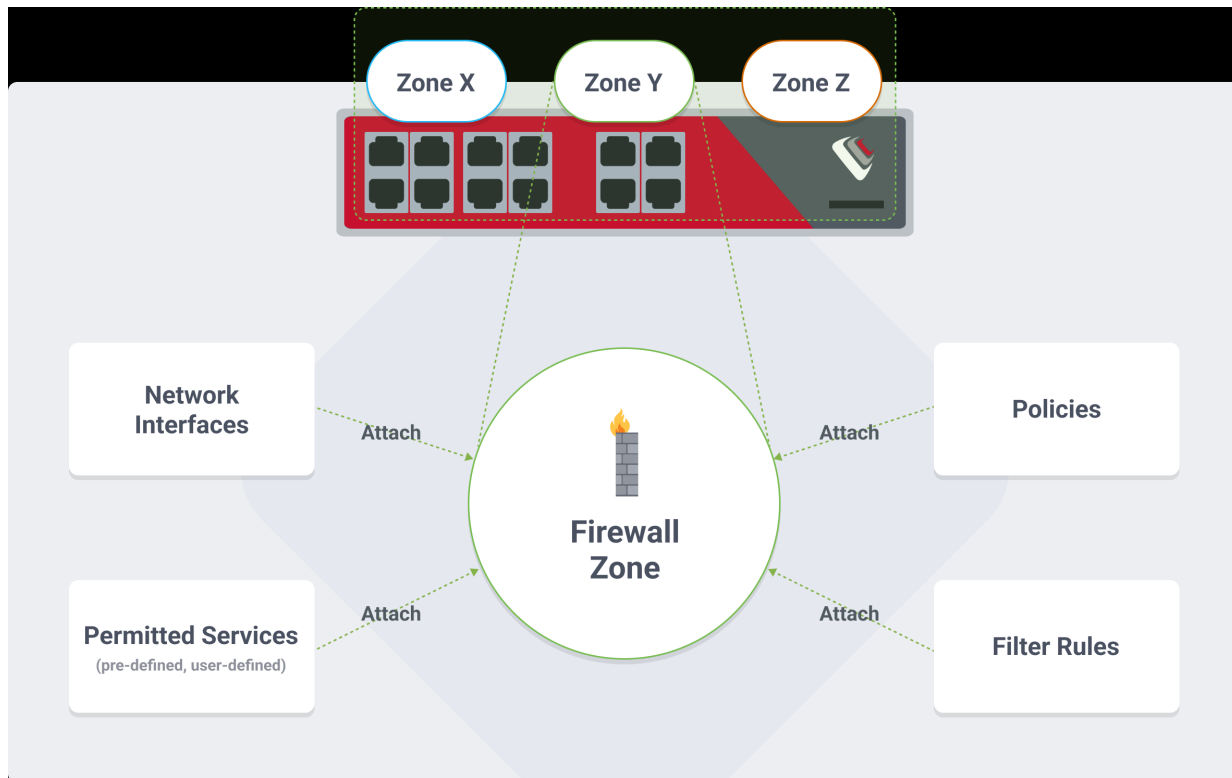 Zone X
Zone Y
Zone Z
Network
Interfaces
Attach
Attach
Policies
Firewall
Zone
Permitted Services
(pre-defined, user-defined)
Attach
Attach
Filter Rules